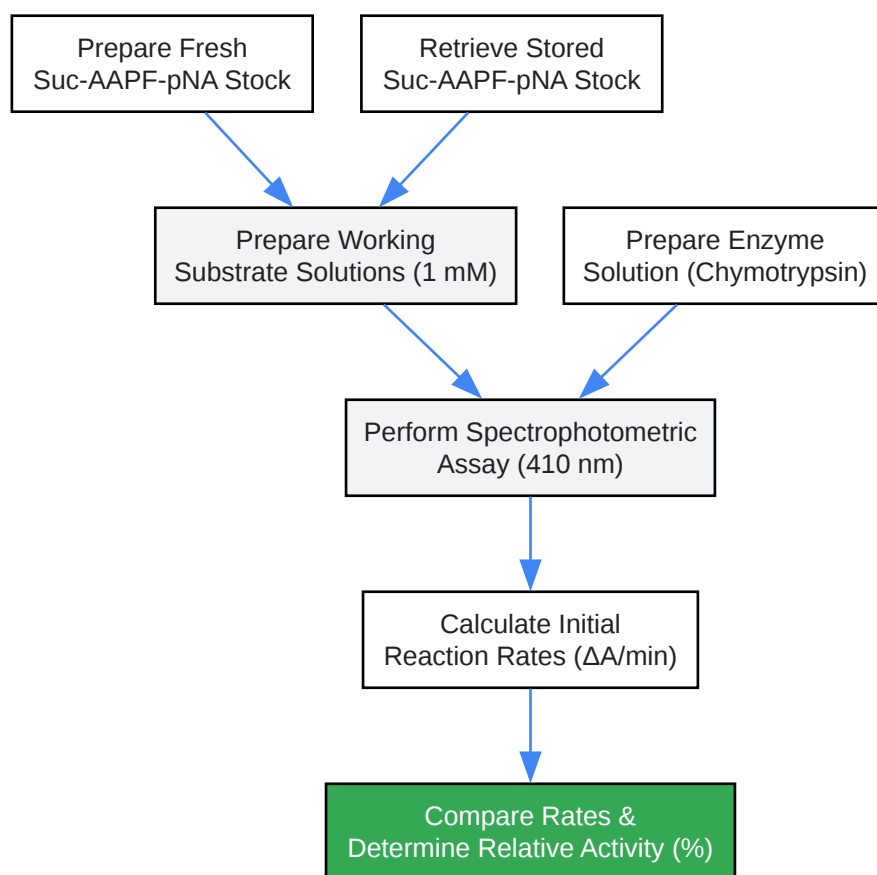 Prepare Fresh
Suc-AAPF-pNA Stock
Retrieve Stored
Suc-AAPF-pNA Stock
Prepare Working
Substrate Solutions (1 mM)
Prepare Enzyme
Solution (Chymotrypsin)
Perform Spectrophotometric
Assay (410 nm)
Calculate Initial
Reaction Rates (ΔA/min)
Compare Rates &
Determine Relative Activity (%)